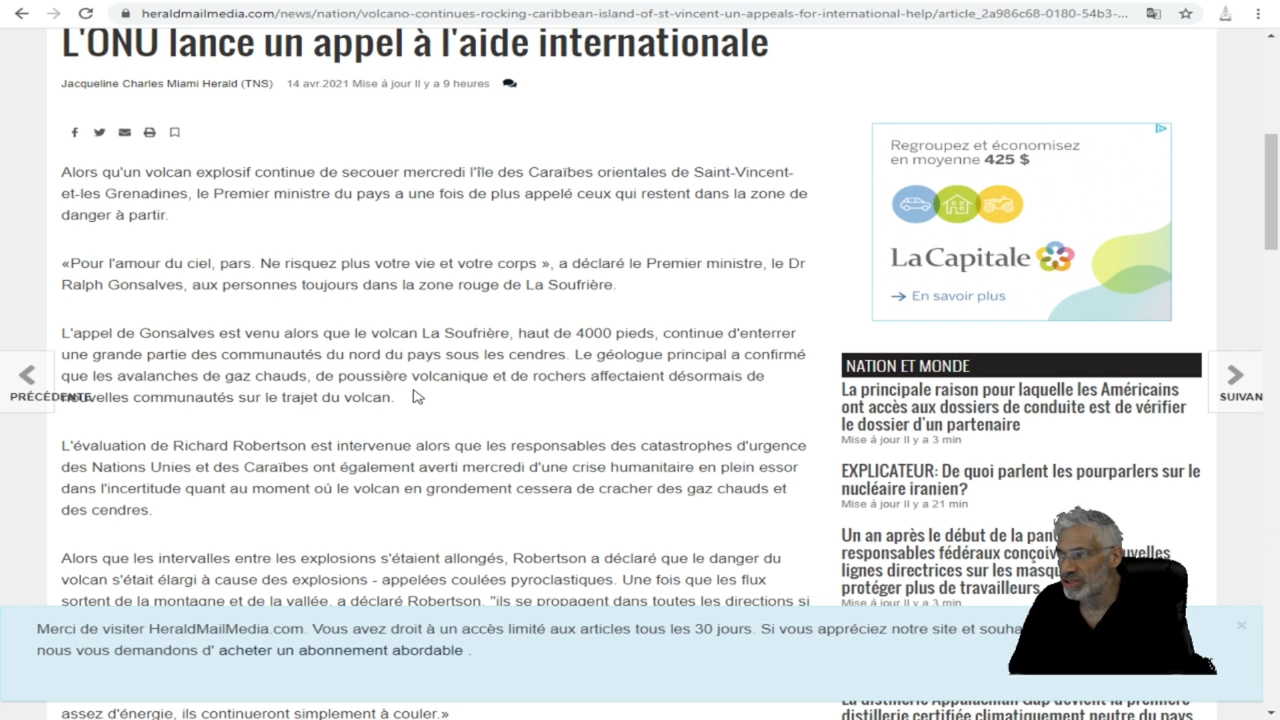 heraldmailmedia.com/news/nation/volcano-continues-rocking-caribbean-island-of-st-vincent-un-appeals-for-international-help/article_2a986c68-0180-54b3-...
L'ONU lance un appel à l'aide internationale
Jacqueline Charles Miami Herald (TNS) 14 avr.2021 Mise à jour Il y a 9 heures
Alors qu'un volcan explosif continue de secouer mercredi l'île des Caraïbes orientales de Saint-Vincent-
et-les Grenadines, le Premier ministre du pays a une fois de plus appelé ceux qui restent dans la zone de
danger à partir.
«Pour l'amour du ciel, pars. Ne risquez plus votre vie et votre corps », a déclaré le Premier ministre, le Dr
Ralph Gonsalves, aux personnes toujours dans la zone rouge de La Soufrière.
L'appel de Gonsalves est venu alors que le volcan La Soufrière, haut de 4000 pieds, continue d'enterrer
une grande partie des communautés du nord du pays sous les cendres. Le géologue principal a confirmé
que les avalanches de gaz chauds, de poussière volcanique et de rochers affectaient désormais de
nouvelles communautés sur le trajet du volcan.
L'évaluation de Richard Robertson est intervenue alors que les responsables des catastrophes d'urgence
des Nations Unies et des Caraïbes ont également averti mercredi d'une crise humanitaire en plein essor
dans l'incertitude quant au moment où le volcan en grondement cessera de cracher des gaz chauds et
des cendres.
Alors que les intervalles entre les explosions s'étaient allongés, Robertson a déclaré que le danger du
volcan s'était élargi à cause des explosions - appelées coulées pyroclastiques. Une fois que les flux
sortent de la montagne et de la vallée, a déclaré Robertson, "ils se propagent dans toutes les directions si
assez d'énergie, ils continueront simplement à couler.»
PRÉCÉDENTE
SUIVAN
Regroupez et économisez
en moyenne 425 $
La Capitale
En savoir plus
NATION ET MONDE
La principale raison pour laquelle les Américains
ont accès aux dossiers de conduite est de vérifier
le dossier d'un partenaire
Mise à jour Il y a 3 min
EXPLICATEUR: De quoi parlent les pourparlers sur le
nucléaire iranien?
Mise à jour Il y a 21 min
Un an après le début de la
responsables fédéraux
lignes directrices sur les
protéger plus de travailleurs
Mise à jour Il y a 3 min
La distillerie Appalachian Gap devient la première
distillerie certifiée climatiquement neutre du pays
Merci de visiter HeraldMailMedia.com. Vous avez droit à un accès limité aux articles tous les 30 jours. Si vous appréciez notre site et
nous vous demandons d' acheter un abonnement abordable .